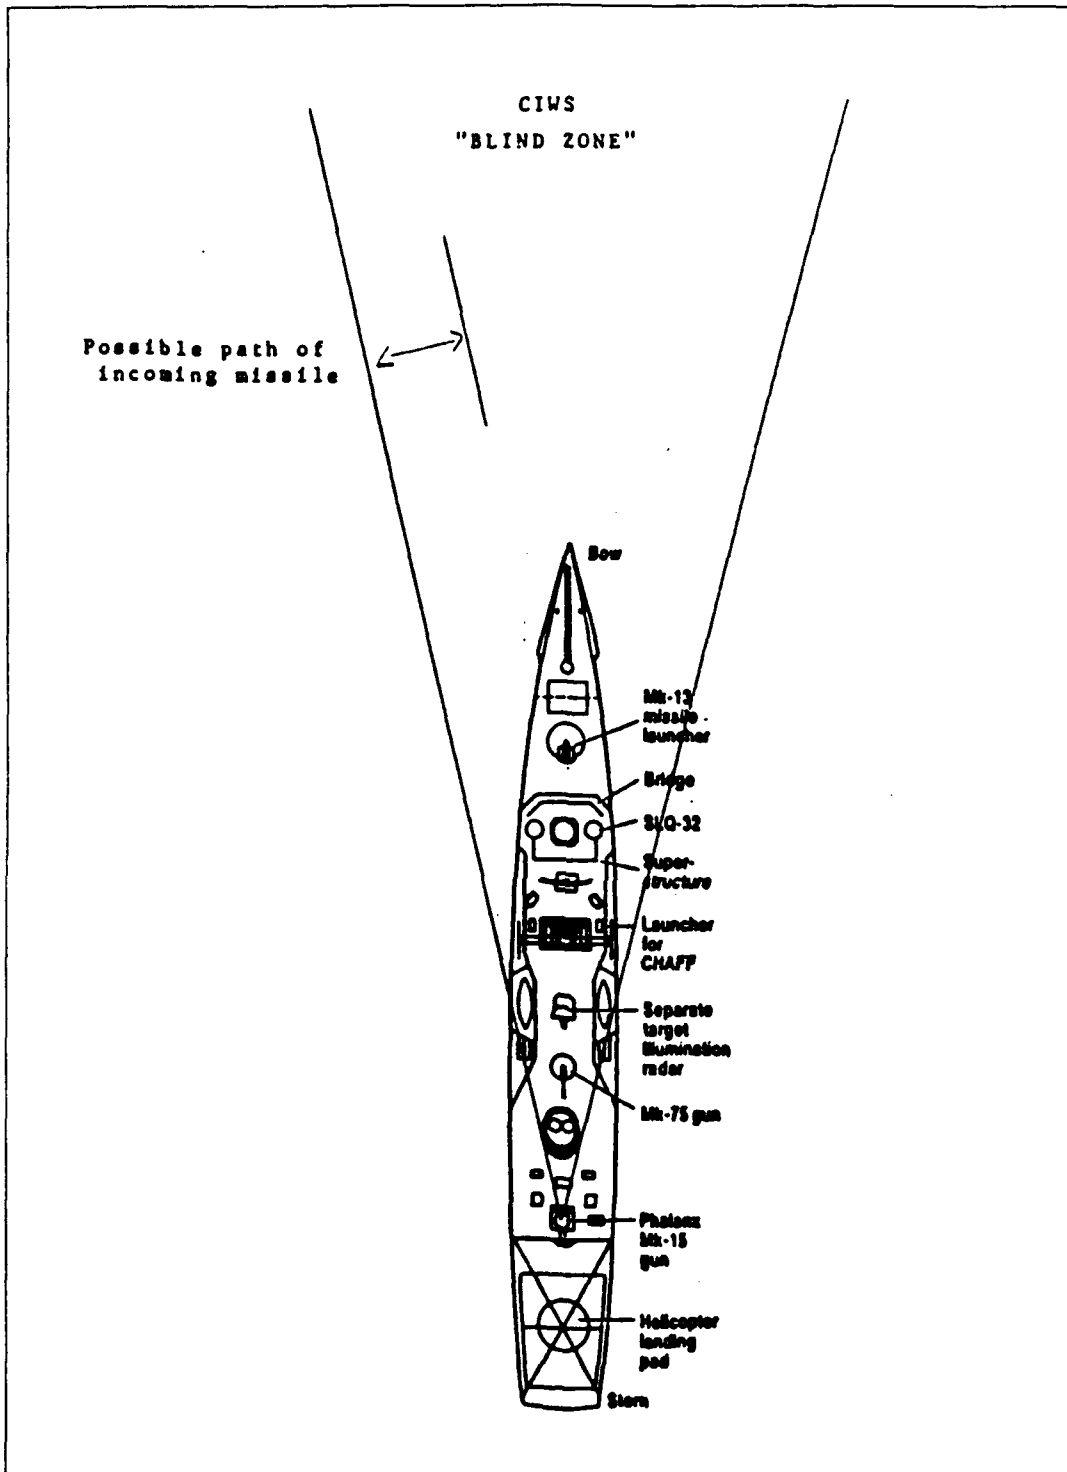 CIWS
"BLIND ZONE"
Possible path of
incoming missile
Bow
Mk-13
missile
launcher
Bridge
SLQ-32
Super-
structure
Launcher
for
CHAFF
Separate
target
illumination
radar
Mk-75 gun
Phalanx
Mk-15
gun
Helicopter
landing
pad
Stern